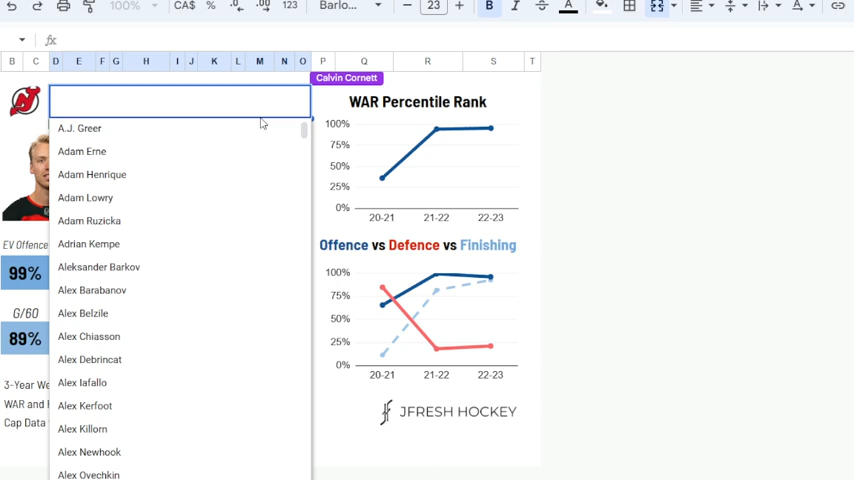 100% CA$ % .0 .00 123 Barlo... 23 B I A
fx
B C D E F G H I J K L M N O P Q R S T
Calvin Cornett
NJ
WAR Percentile Rank
100%
75%
50%
25%
0%
20-21 21-22 22-23
A.J. Greer
Adam Erne
Adam Henrique
Adam Lowry
Adam Ruzicka
Adrian Kempe
Aleksander Barkov
Alex Barabanov
Alex Belzile
Alex Chiasson
Alex Debrincat
Alex Iafallo
Alex Kerfoot
Alex Killorn
Alex Newhook
Alex Ovechkin
EV Offence
99%
G/60
89%
3-Year We
WAR and
Cap Data
Offence vs Defence vs Finishing
100%
75%
50%
25%
0%
20-21 21-22 22-23
JFRESH HOCKEY